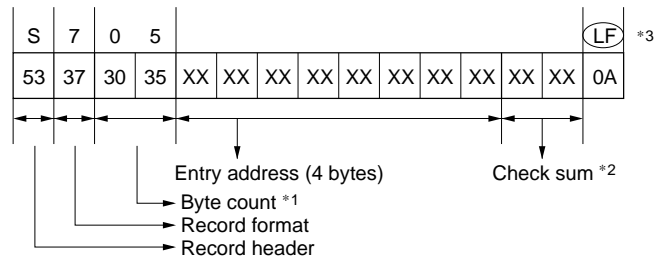 S 7 0 5 LF *3
53 37 30 35 XX XX XX XX XX XX XX XX XX XX 0A
Entry address (4 bytes) Check sum *2
Byte count *1
Record format
Record header